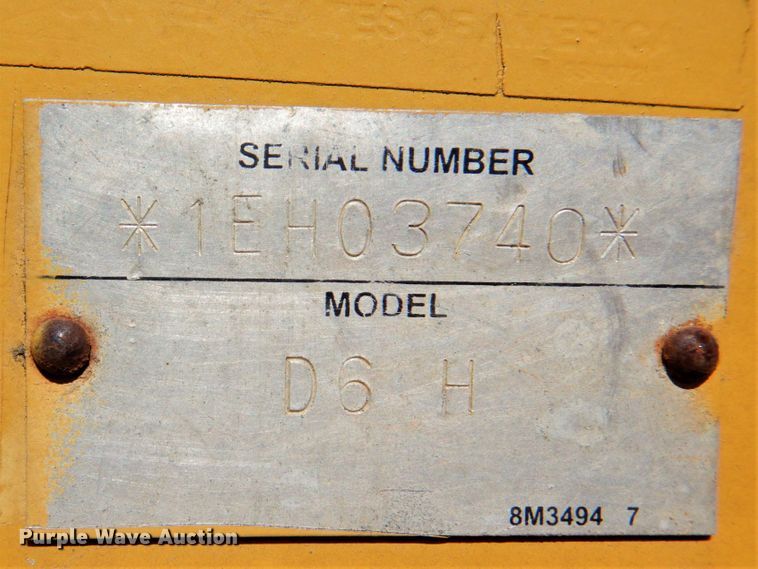 SERIAL NUMBER
*1EH03740*
MODEL
D6 H
8M3494 7
Purple Wave Auction